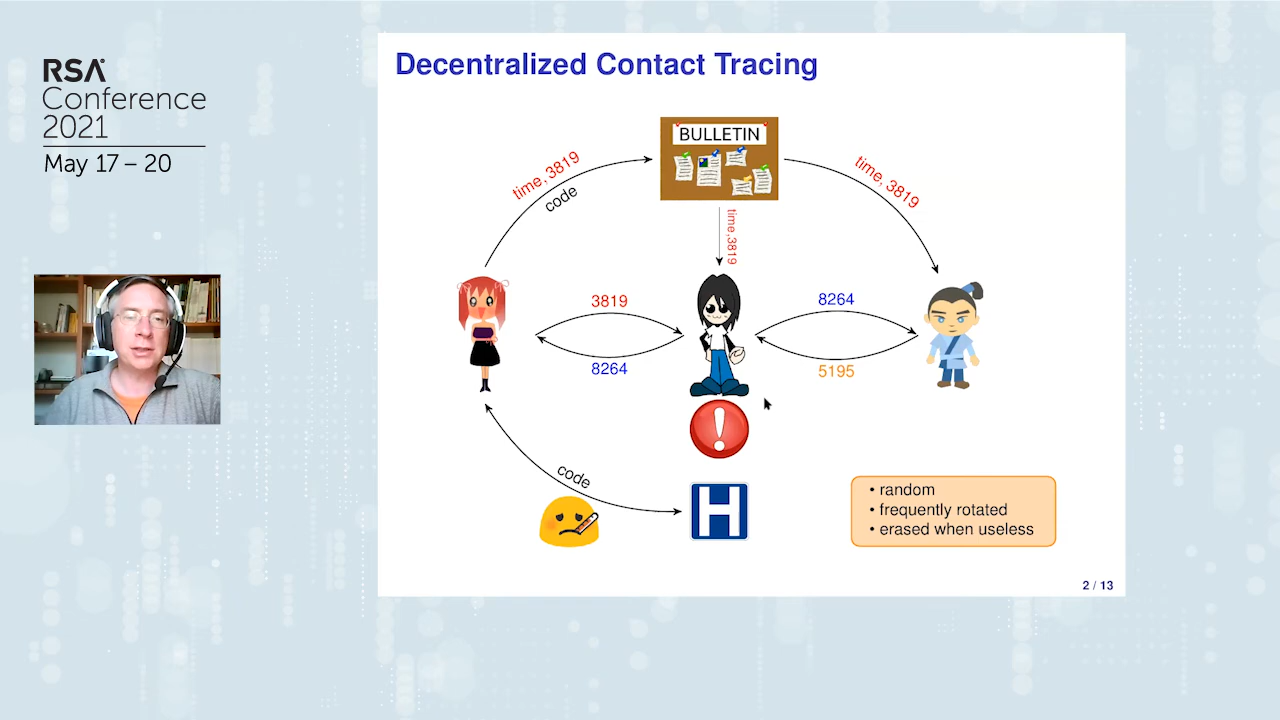 RSA
Conference
2021
May 17 – 20
Decentralized Contact Tracing
BULLETIN
time, 3819
code
time, 3819
time,3819
3819
8264
8264
5195
code
H
• random
• frequently rotated
• erased when useless
2 / 13